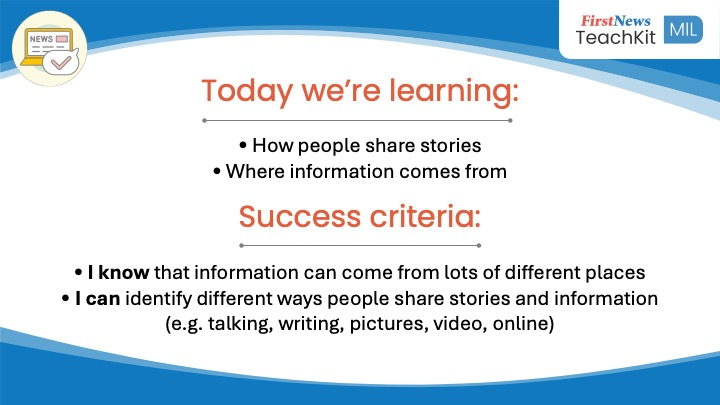 NEWS
FirstNews
TeachKit MIL
Today we’re learning:
• How people share stories
• Where information comes from
Success criteria:
• I know that information can come from lots of different places
• I can identify different ways people share stories and information
(e.g. talking, writing, pictures, video, online)